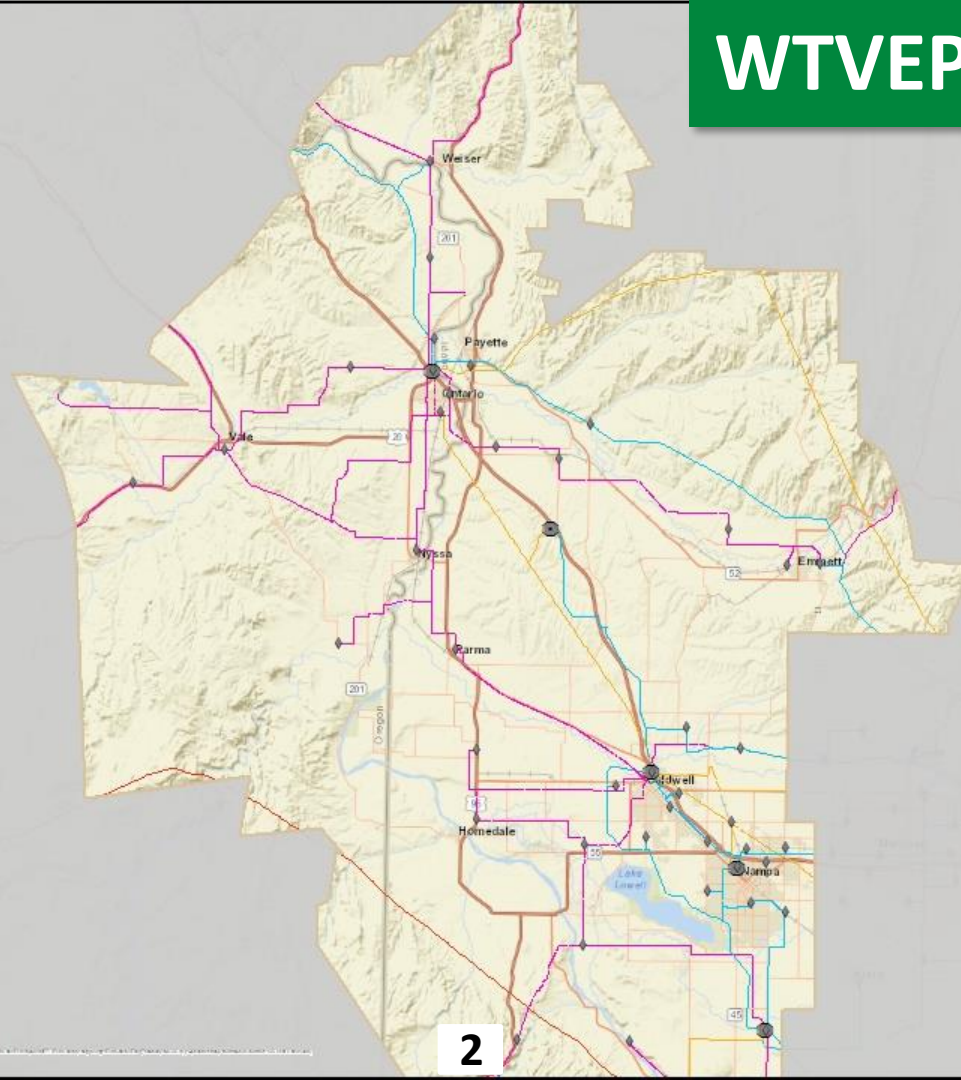 WTVEP
Weiser
201
Payette
Ontario
Vale
20
Nyssa
Emmett
52
Parma
201
Oregon
Caldwell
95
Homedale
55
Nampa
Lake
Lowell
45
2